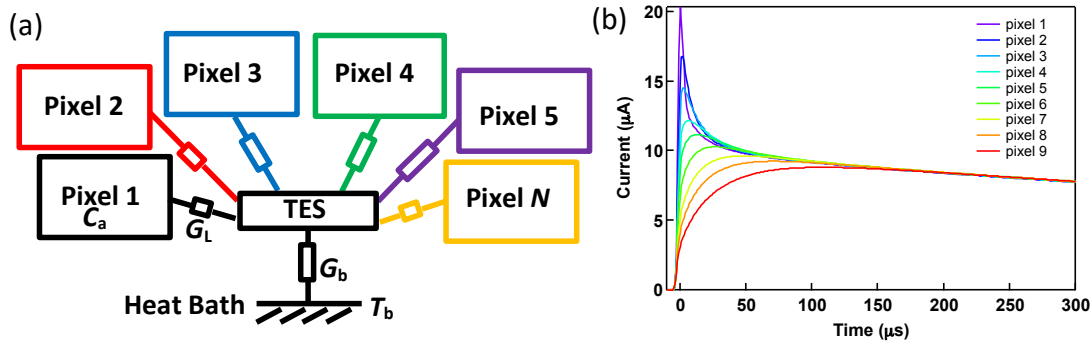 (a)
Pixel 2
Pixel 3
Pixel 4
Pixel 5
Pixel 1
Cₐ
G_L
TES
Pixel N
G_b
Heat Bath
T_b
(b)
Current (μA)
20
15
10
5
0
pixel 1
pixel 2
pixel 3
pixel 4
pixel 5
pixel 6
pixel 7
pixel 8
pixel 9
0 50 100 150 200 250 300
Time (μs)